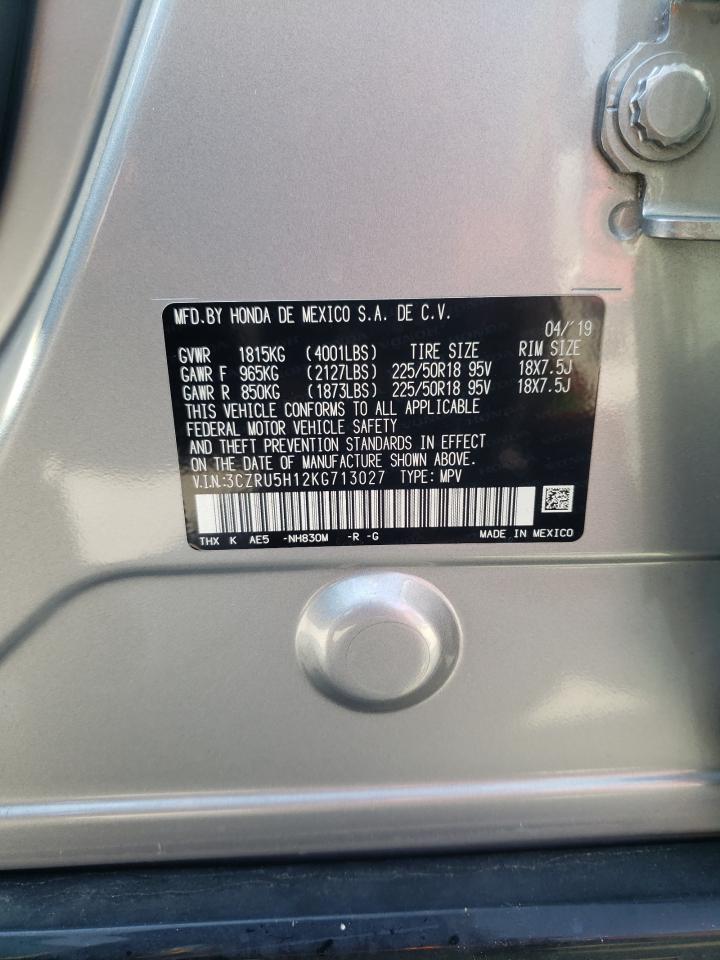 MFD.BY HONDA DE MEXICO S.A. DE C.V.
04/'19
GVWR 1815KG (4001LBS) TIRE SIZE RIM SIZE
GAWR F 965KG (2127LBS) 225/50R18 95V 18X7.5J
GAWR R 850KG (1873LBS) 225/50R18 95V 18X7.5J
THIS VEHICLE CONFORMS TO ALL APPLICABLE
FEDERAL MOTOR VEHICLE SAFETY
AND THEFT PREVENTION STANDARDS IN EFFECT
ON THE DATE OF MANUFACTURE SHOWN ABOVE.
V.I.N.:3CZRU5H12KG713027 TYPE: MPV
THX K AE5 -NH830M -R -G MADE IN MEXICO